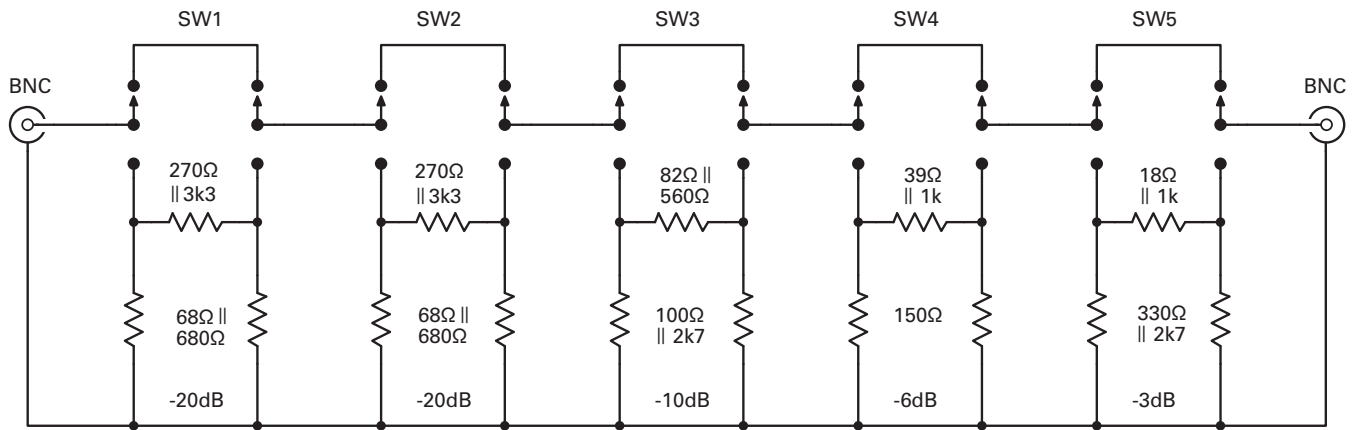 SW1
SW2
SW3
SW4
SW5
BNC
BNC
270Ω
|| 3k3
270Ω
|| 3k3
82Ω ||
560Ω
39Ω
|| 1k
18Ω
|| 1k
68Ω ||
680Ω
68Ω ||
680Ω
100Ω
|| 2k7
150Ω
330Ω
|| 2k7
-20dB
-20dB
-10dB
-6dB
-3dB